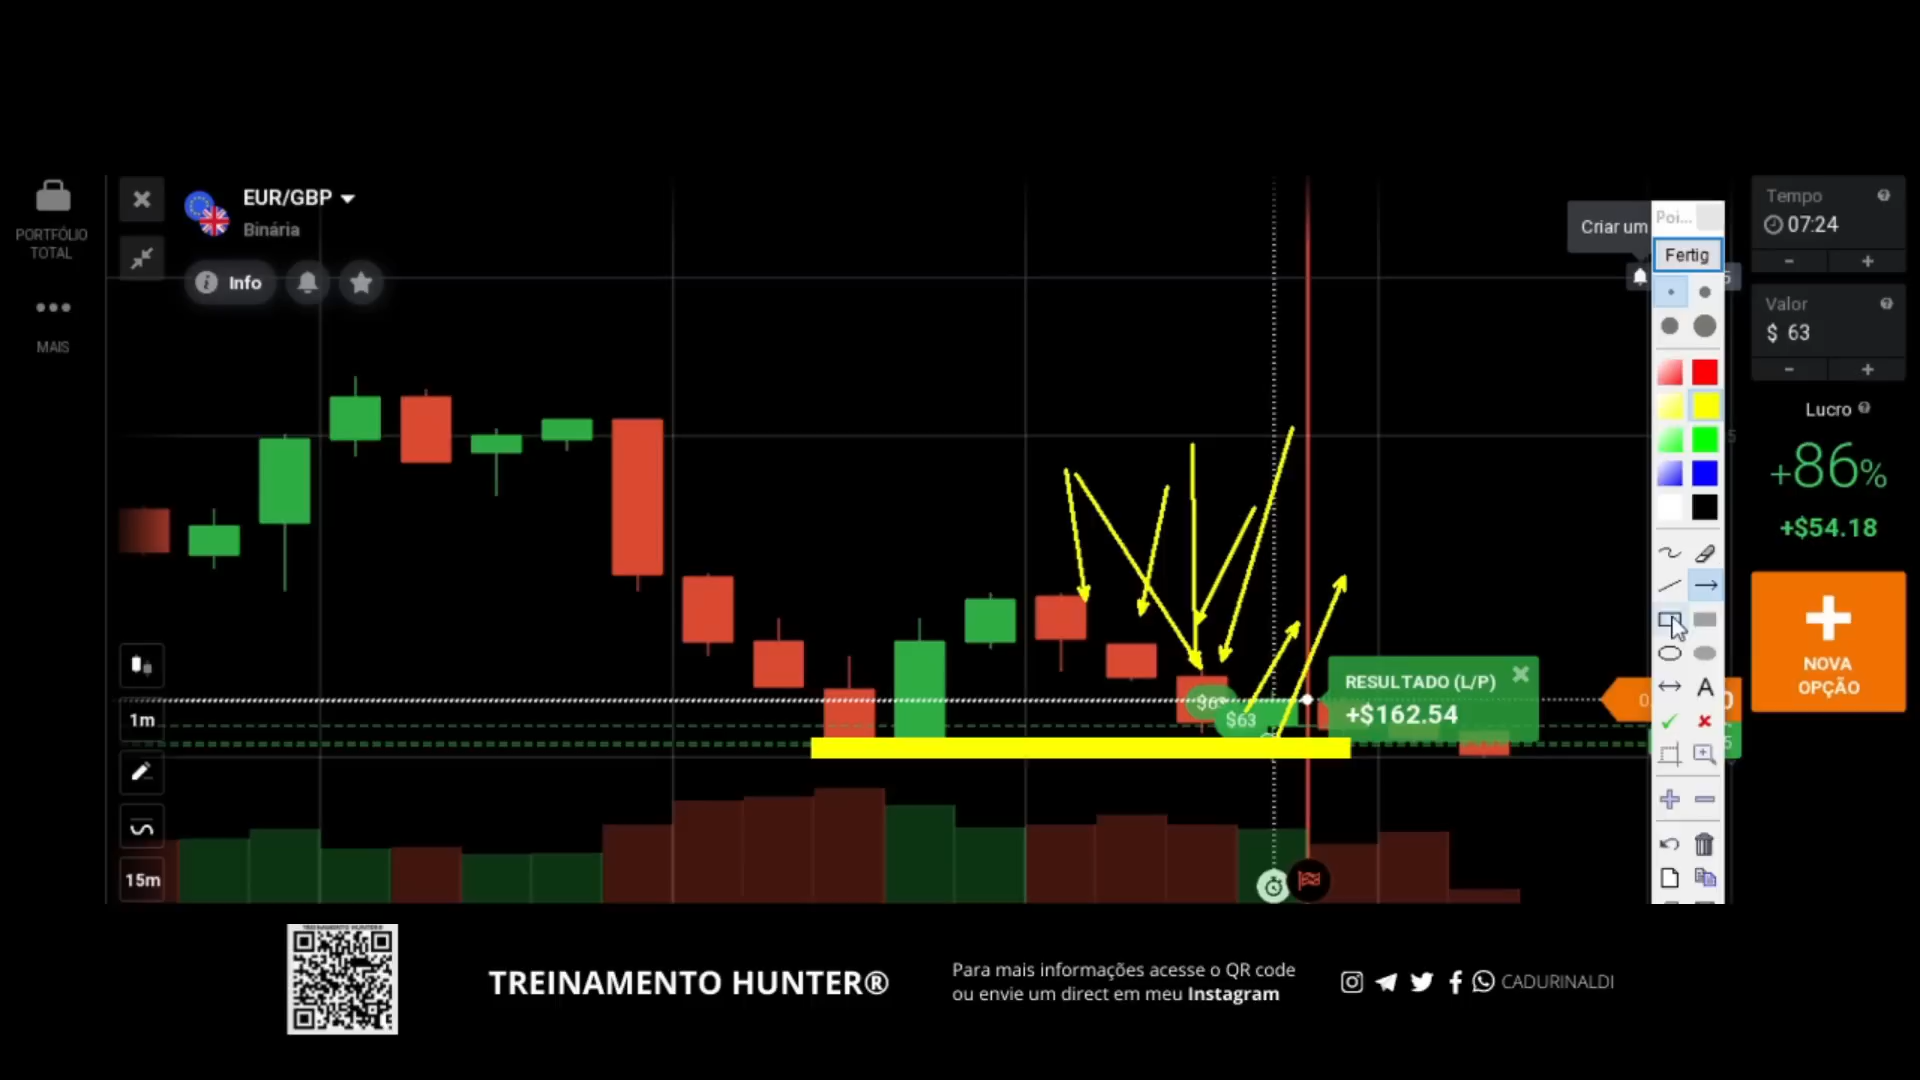 EUR/GBP
Binária
PORTFÓLIO
TOTAL
Info
MAIS
Criar um
Poi...
Fertig
Tempo
07:24
- +
Valor
$ 63
- +
Lucro
+86%
+$54.18
NOVA
OPÇÃO
RESULTADO (L/P)
+$162.54
$63
$63
1m
15m
A
TREINAMENTO HUNTER®
Para mais informações acesse o QR code
ou envie um direct em meu Instagram
CADURINALDI